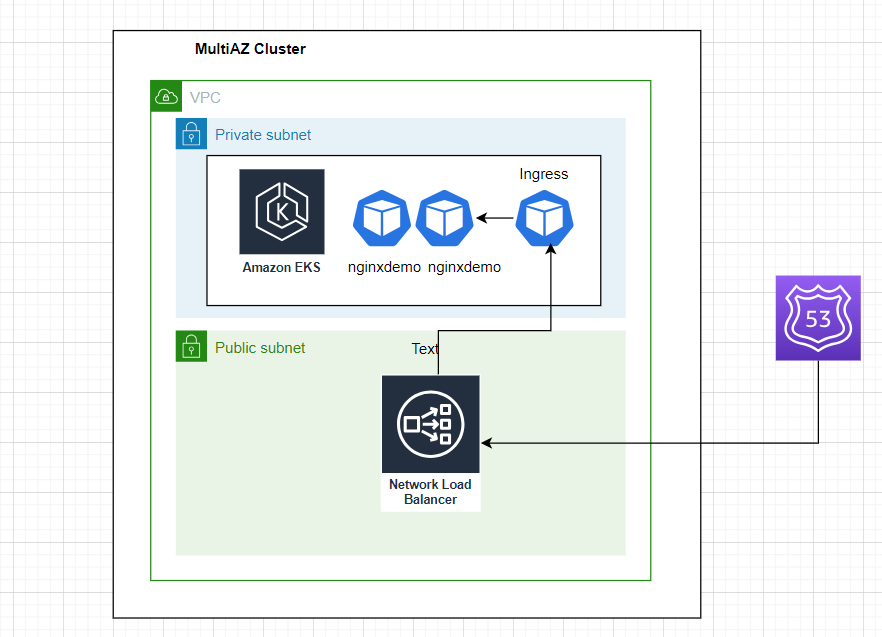 MultiAZ Cluster
VPC
Private subnet
Ingress
K
Amazon EKS
nginxdemo
nginxdemo
53
Public subnet
Text
Network Load
Balancer